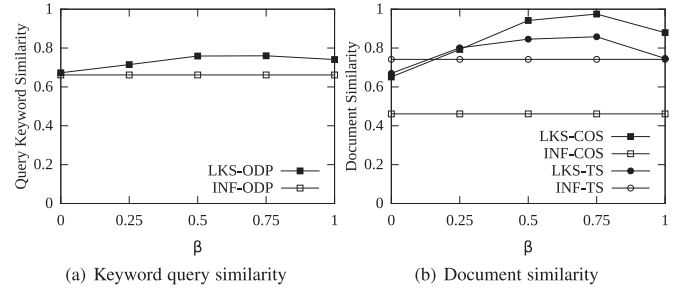 Query Keyword Similarity
1
0.8
0.6
0.4
0.2
0
LKS-ODP
INF-ODP
0 0.25 0.5 0.75 1
β
(a) Keyword query similarity
Document Similarity
1
0.8
0.6
0.4
0.2
0
LKS-COS
INF-COS
LKS-TS
INF-TS
0 0.25 0.5 0.75 1
β
(b) Document similarity